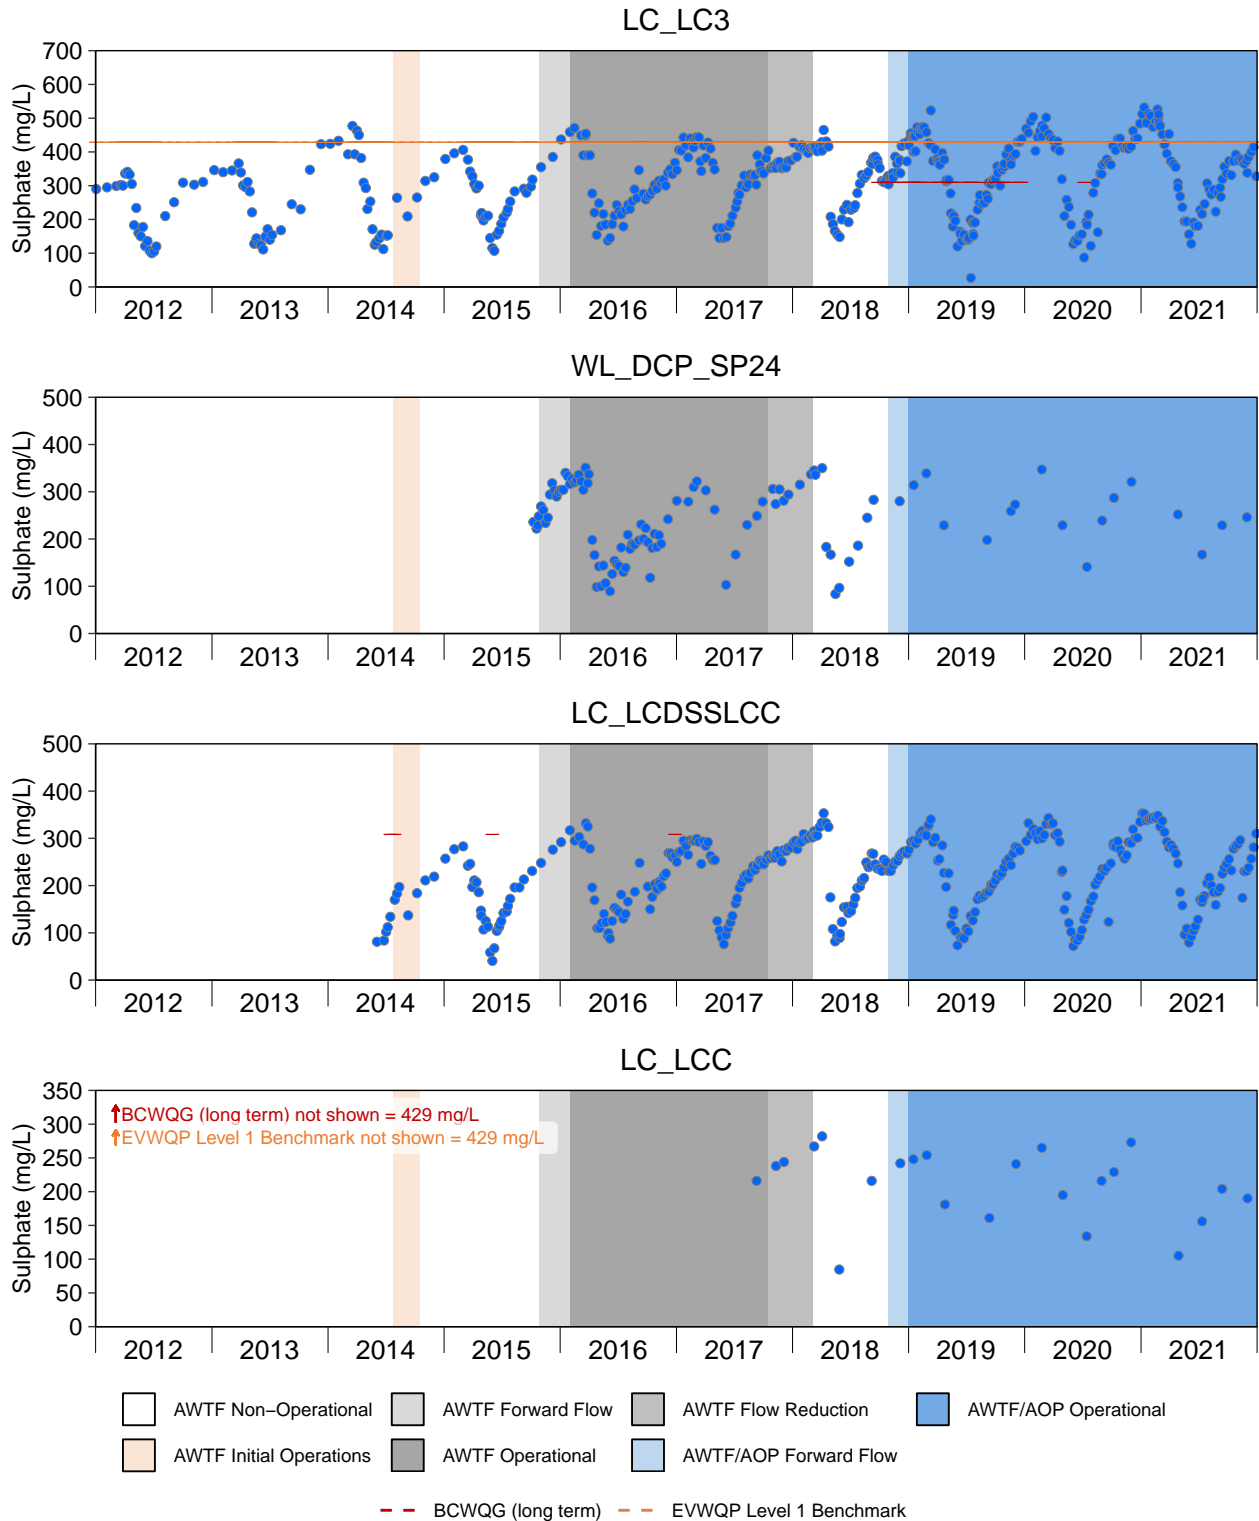 LC_LC3
Sulphate (mg/L)
700
600
500
400
300
200
100
0
2012 2013 2014 2015 2016 2017 2018 2019 2020 2021
WL_DCP_SP24
Sulphate (mg/L)
500
400
300
200
100
0
2012 2013 2014 2015 2016 2017 2018 2019 2020 2021
LC_LCDSSLCC
Sulphate (mg/L)
500
400
300
200
100
0
2012 2013 2014 2015 2016 2017 2018 2019 2020 2021
LC_LCC
Sulphate (mg/L)
350
300
250
200
150
100
50
0
BCWQG (long term) not shown = 429 mg/L
EVWQP Level 1 Benchmark not shown = 429 mg/L
2012 2013 2014 2015 2016 2017 2018 2019 2020 2021
AWTF Non−Operational AWTF Forward Flow AWTF Flow Reduction AWTF/AOP Operational
AWTF Initial Operations AWTF Operational AWTF/AOP Forward Flow
BCWQG (long term) EVWQP Level 1 Benchmark